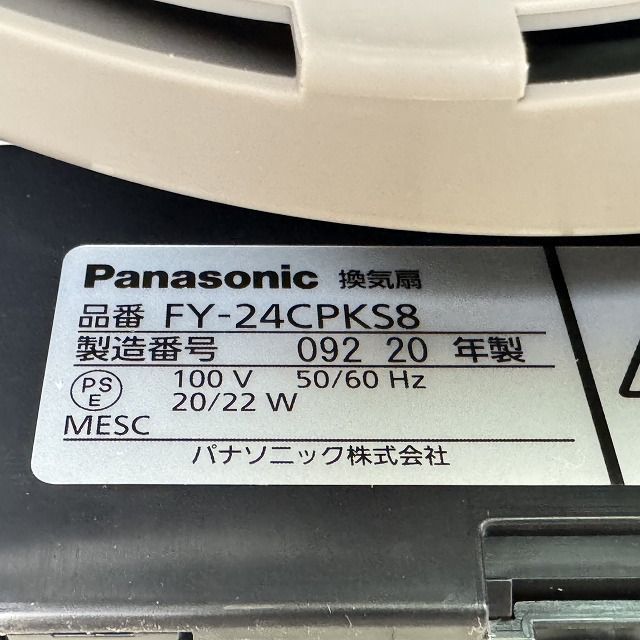 Panasonic 換気扇
品番 FY-24CPKS8
製造番号 092 20 年製
PS E 100 V 50/60 Hz
20/22 W
MESC
パナソニック株式会社